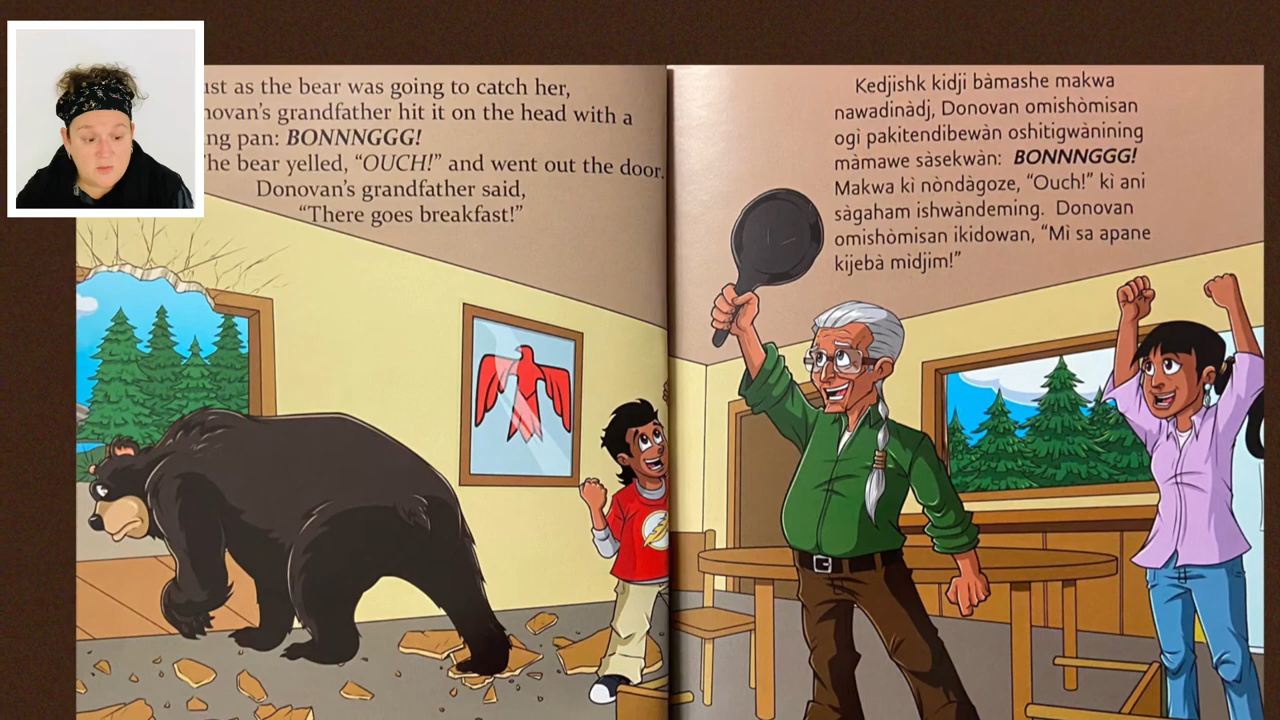 ust as the bear was going to catch her,
novan's grandfather hit it on the head with a
ng pan: BONNNGGG!
he bear yelled, "OUCH!" and went out the door.
Donovan's grandfather said,
"There goes breakfast!"
Kedjishk kidji bàmashe makwa
nawadinàdj, Donovan omishòmisan
ogì pakitendibewàn oshitigwànining
màmawe sàsekwàn: BONNNGGG!
Makwa kì nòndàgoze, "Ouch!" kì ani
sàgaham ishwàndeming. Donovan
omishòmisan ikidowan, "Mì sa apane
kijebà mìdjim!"